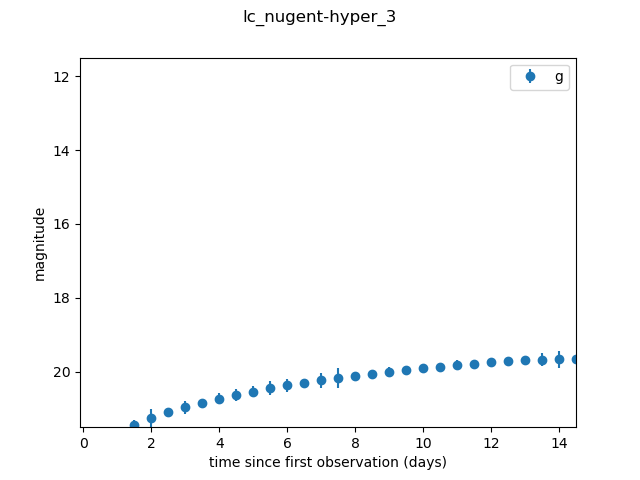 lc_nugent-hyper_3
g
12
14
16
18
20
magnitude
0 2 4 6 8 10 12 14
time since first observation (days)